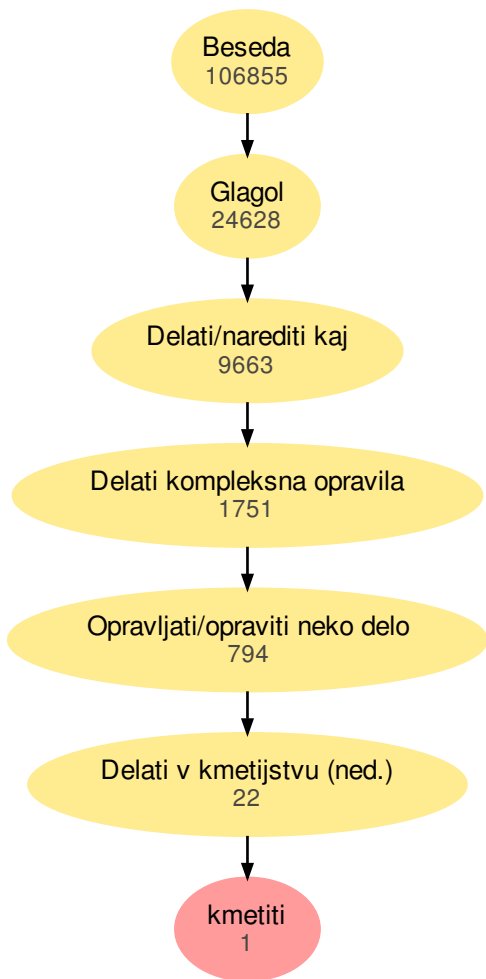 Beseda
106855
Glagol
24628
Delati/narediti kaj
9663
Delati kompleksna opravila
1751
Opravljati/opraviti neko delo
794
Delati v kmetijstvu (ned.)
22
kmetiti
1